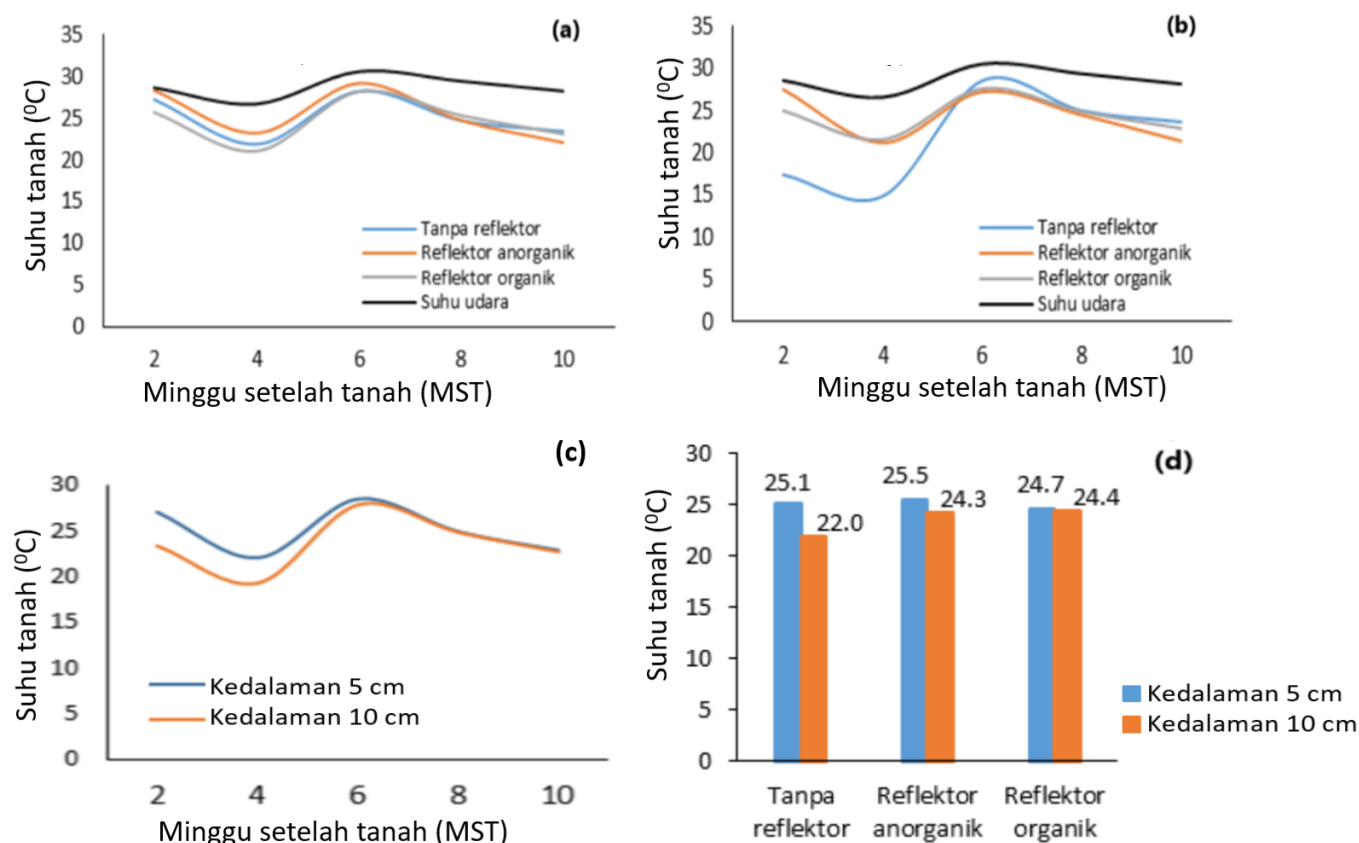 (a)
35
30
25
20
15
10
5
0
Suhu tanah (⁰C)
Tanpa reflektor
Reflektor anorganik
Reflektor organik
Suhu udara
2 4 6 8 10
Minggu setelah tanah (MST)
(b)
35
30
25
20
15
10
5
0
Suhu tanah (⁰C)
Tanpa reflektor
Reflektor anorganik
Reflektor organik
Suhu udara
2 4 6 8 10
Minggu setelah tanah (MST)
(c)
30
25
20
15
10
5
0
Suhu tanah (⁰C)
Kedalaman 5 cm
Kedalaman 10 cm
2 4 6 8 10
Minggu setelah tanah (MST)
(d)
30
25
20
15
10
5
0
Suhu tanah (⁰C)
25.1 22.0 25.5 24.3 24.7 24.4
Kedalaman 5 cm
Kedalaman 10 cm
Tanpa Reflektor Reflektor
reflektor anorganik organik